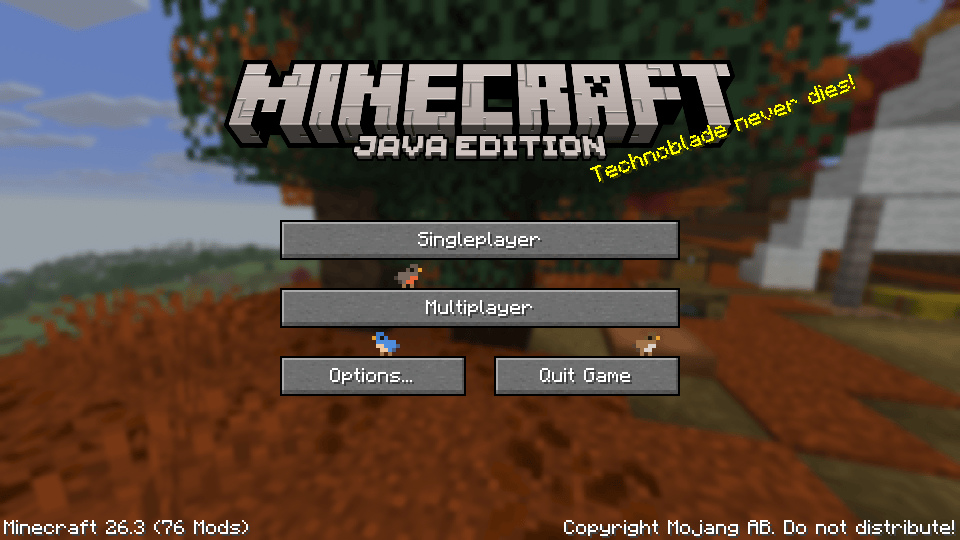 MINECRAFT
JAVA EDITION
Technoblade never dies!
Singleplayer
Multiplayer
Options...
Quit Game
Minecraft 26.3 (76 Mods)
Copyright Mojang AB. Do not distribute!